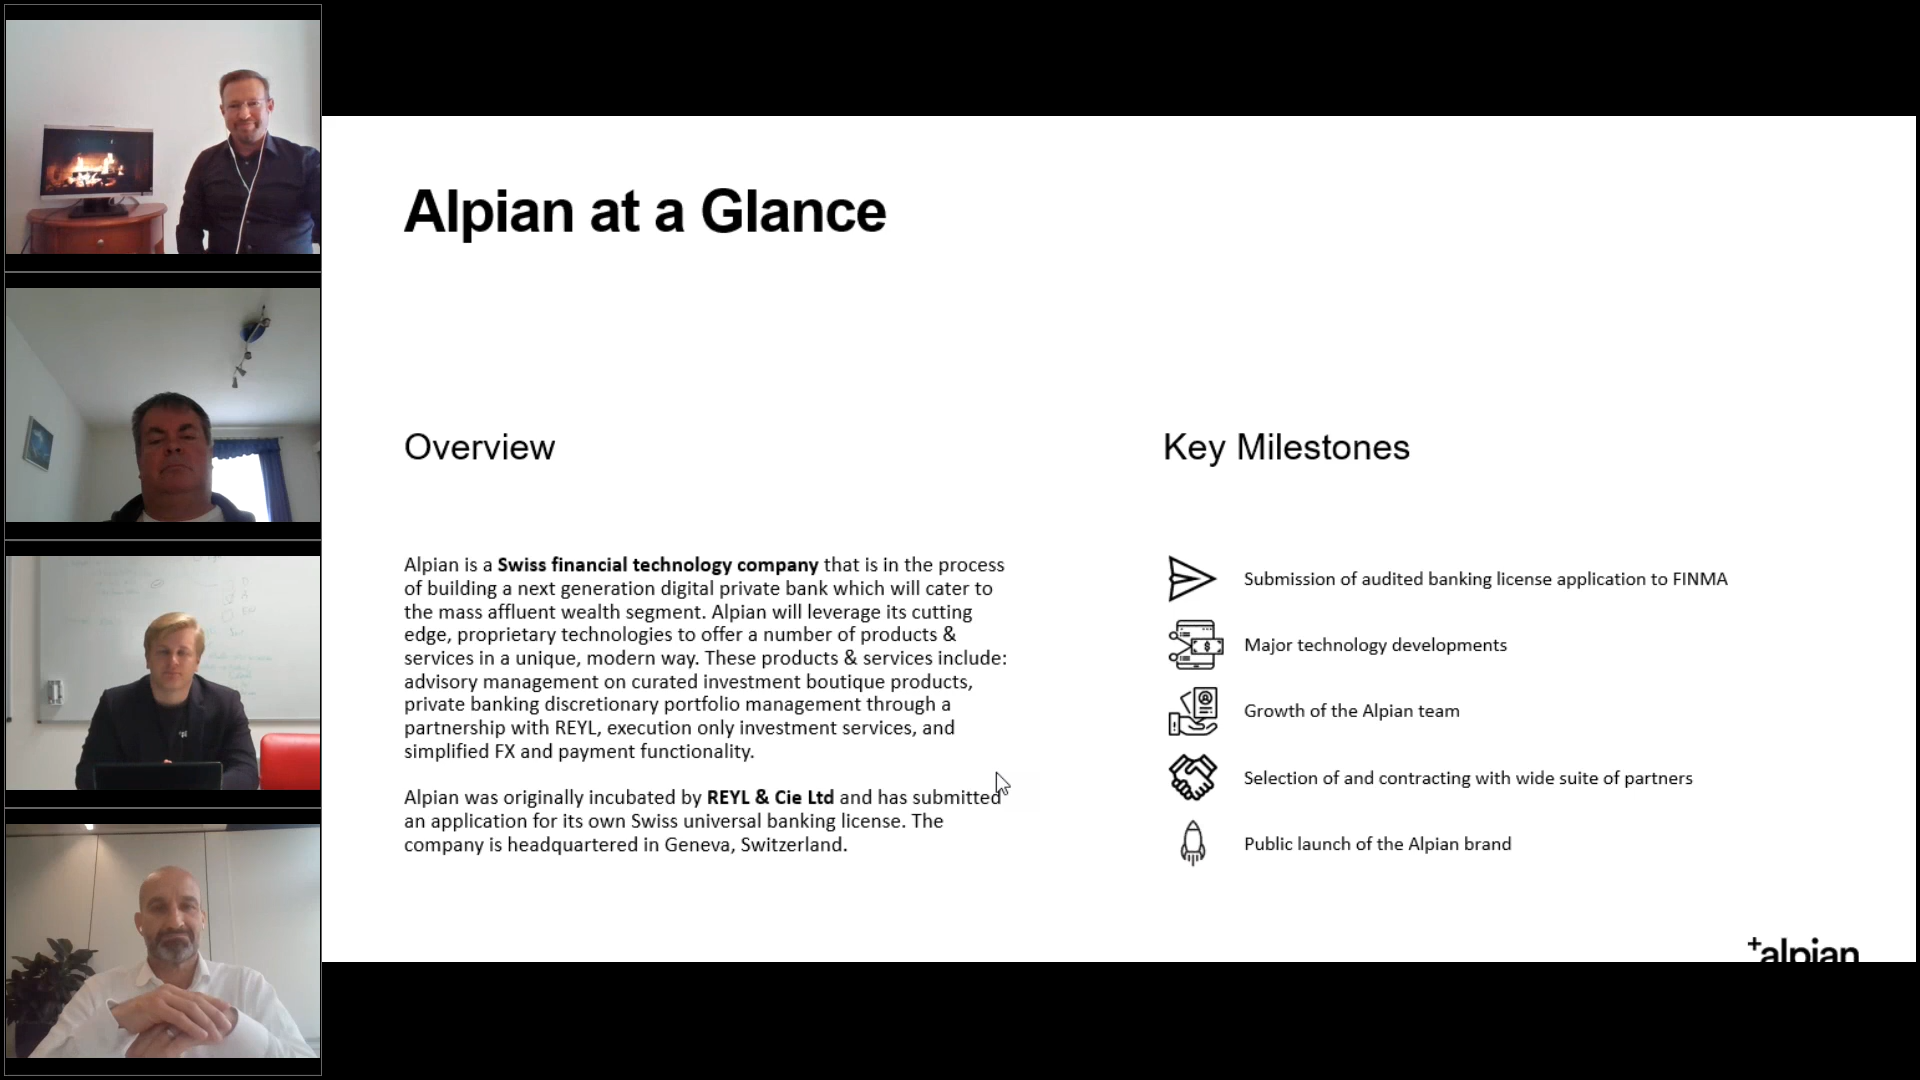 Alpian at a Glance
Overview
Alpian is a Swiss financial technology company that is in the process
of building a next generation digital private bank which will cater to
the mass affluent wealth segment. Alpian will leverage its cutting
edge, proprietary technologies to offer a number of products &
services in a unique, modern way. These products & services include:
advisory management on curated investment boutique products,
private banking discretionary portfolio management through a
partnership with REYL, execution only investment services, and
simplified FX and payment functionality.
Alpian was originally incubated by REYL & Cie Ltd and has submitted
an application for its own Swiss universal banking license. The
company is headquartered in Geneva, Switzerland.
Key Milestones
Submission of audited banking license application to FINMA
Major technology developments
Growth of the Alpian team
Selection of and contracting with wide suite of partners
Public launch of the Alpian brand
+alpian